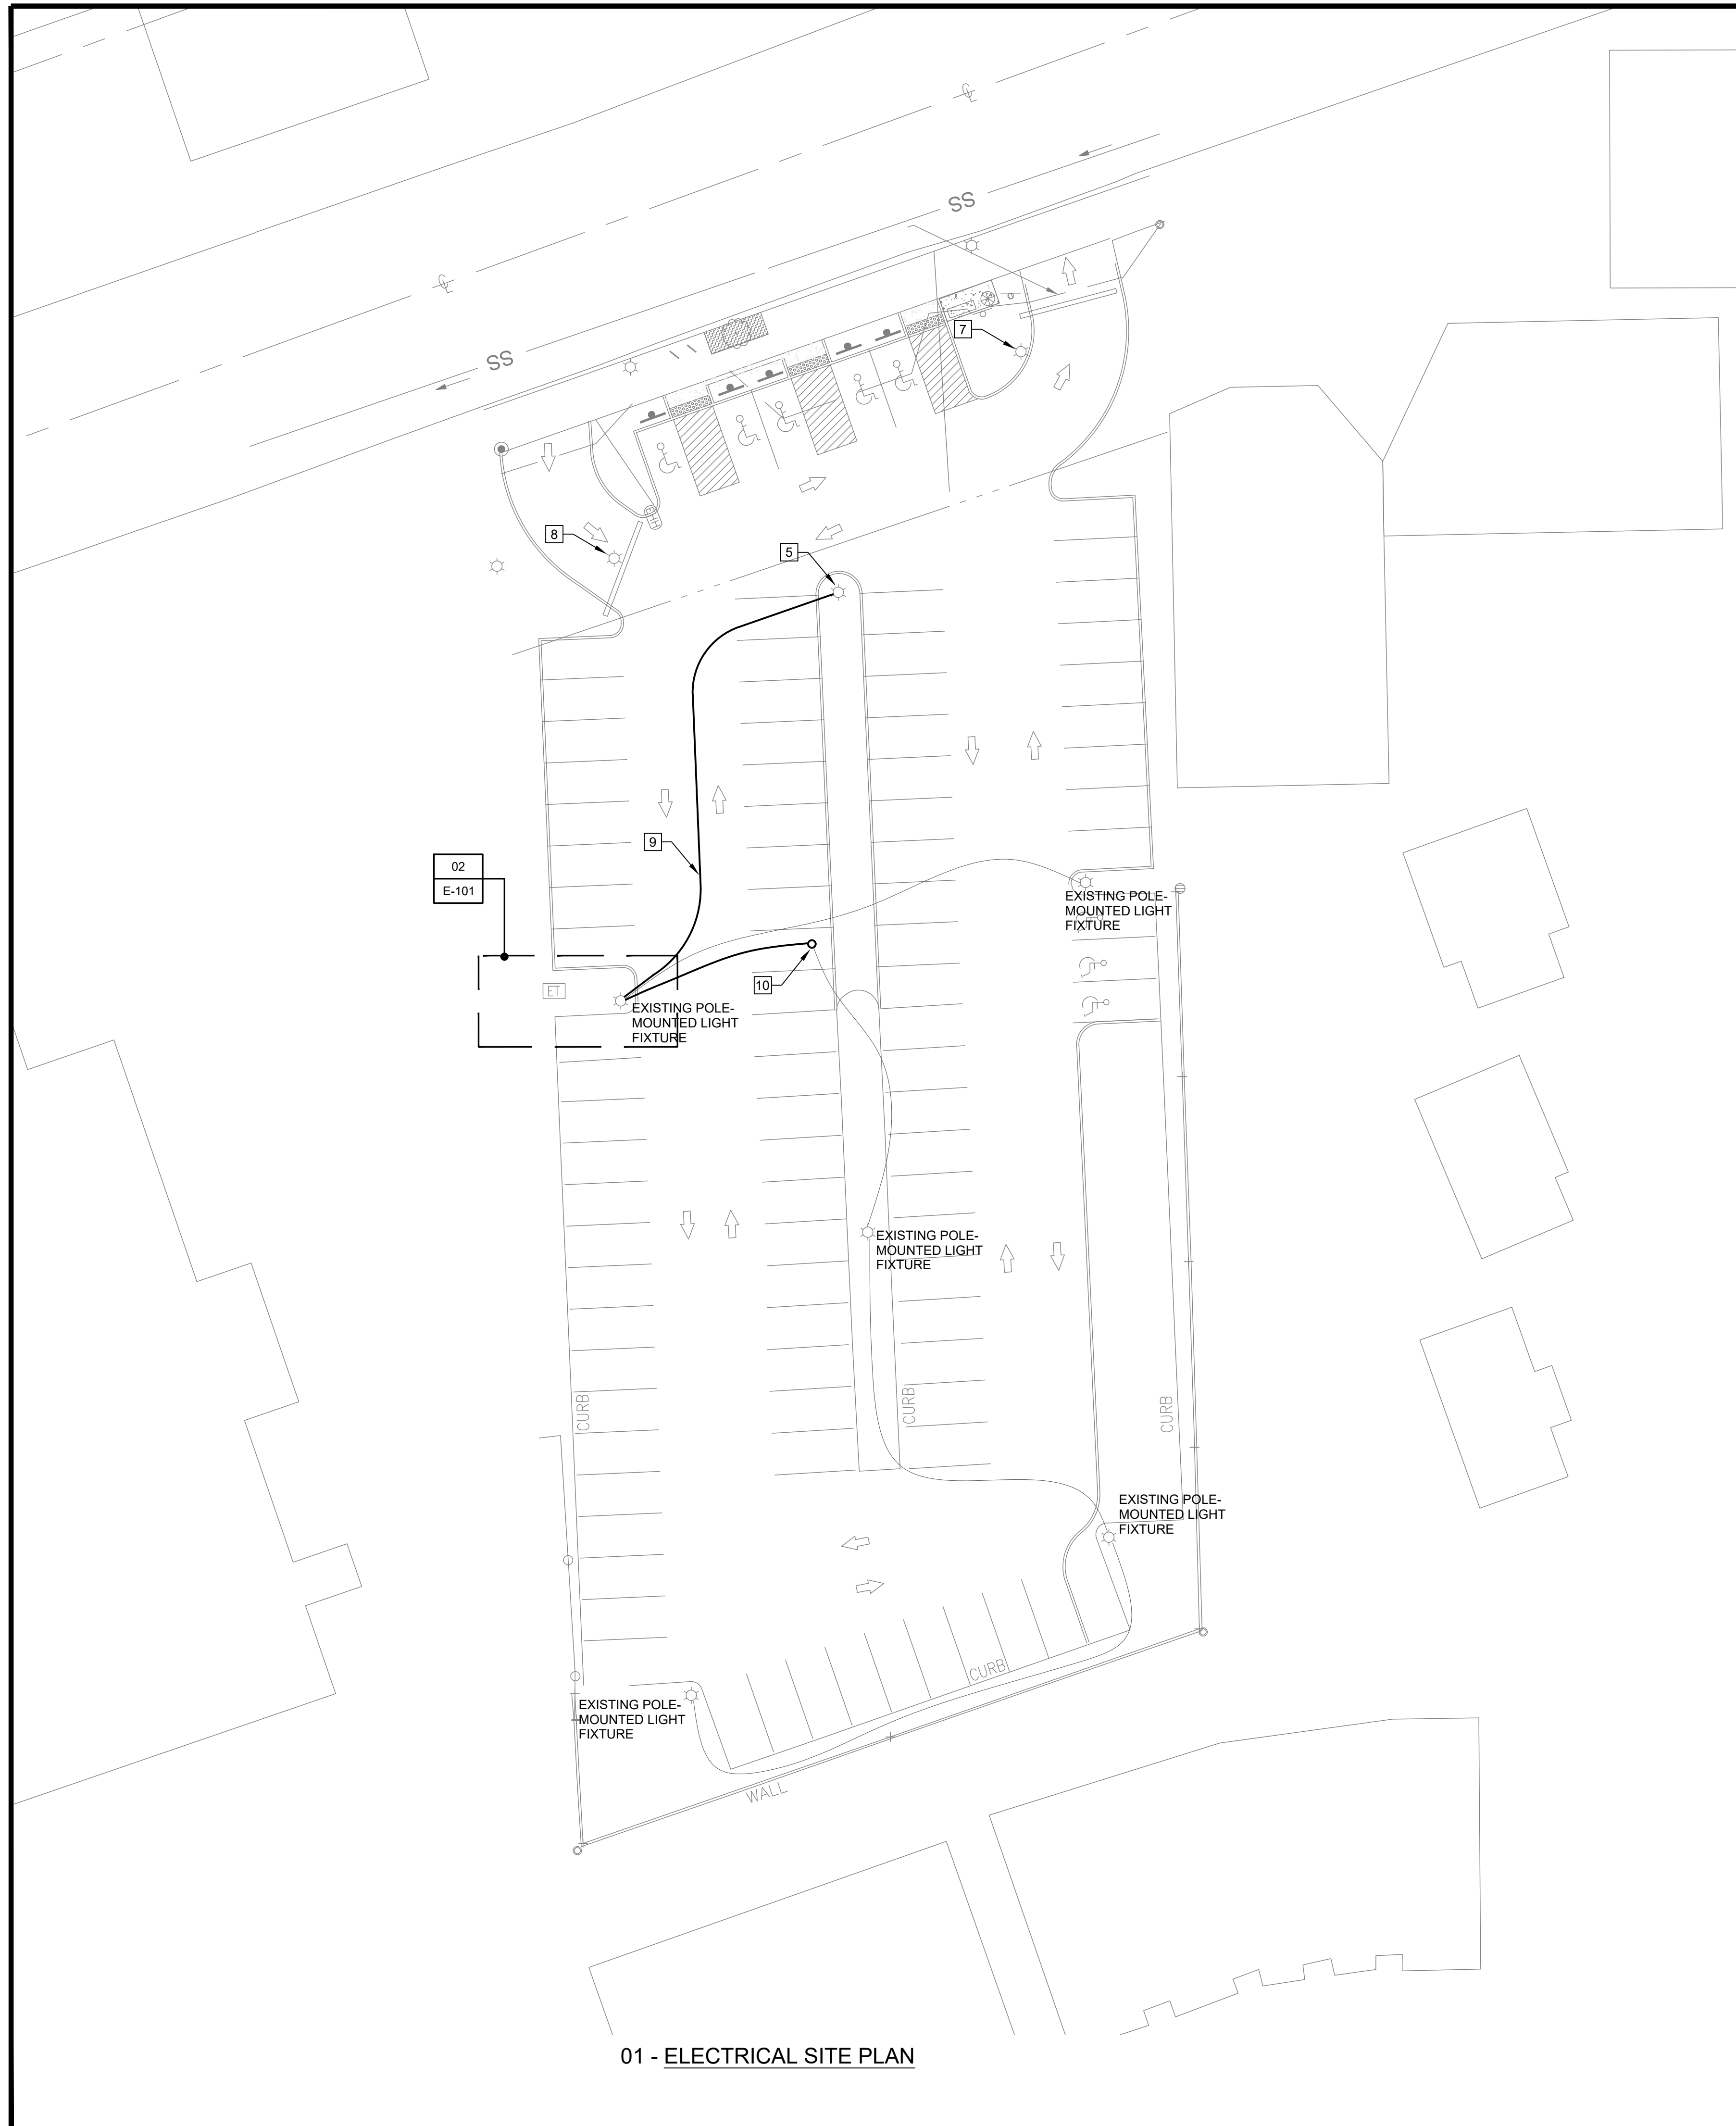 SS
SS
7
8
5
9
02
E-101
EXISTING POLE-
MOUNTED LIGHT
FIXTURE
10
ET
EXISTING POLE-
MOUNTED LIGHT
FIXTURE
EXISTING POLE-
MOUNTED LIGHT
FIXTURE
CURB
CURB
CURB
EXISTING POLE-
MOUNTED LIGHT
FIXTURE
CURB
EXISTING POLE-
MOUNTED LIGHT
FIXTURE
WALL
01 - ELECTRICAL SITE PLAN